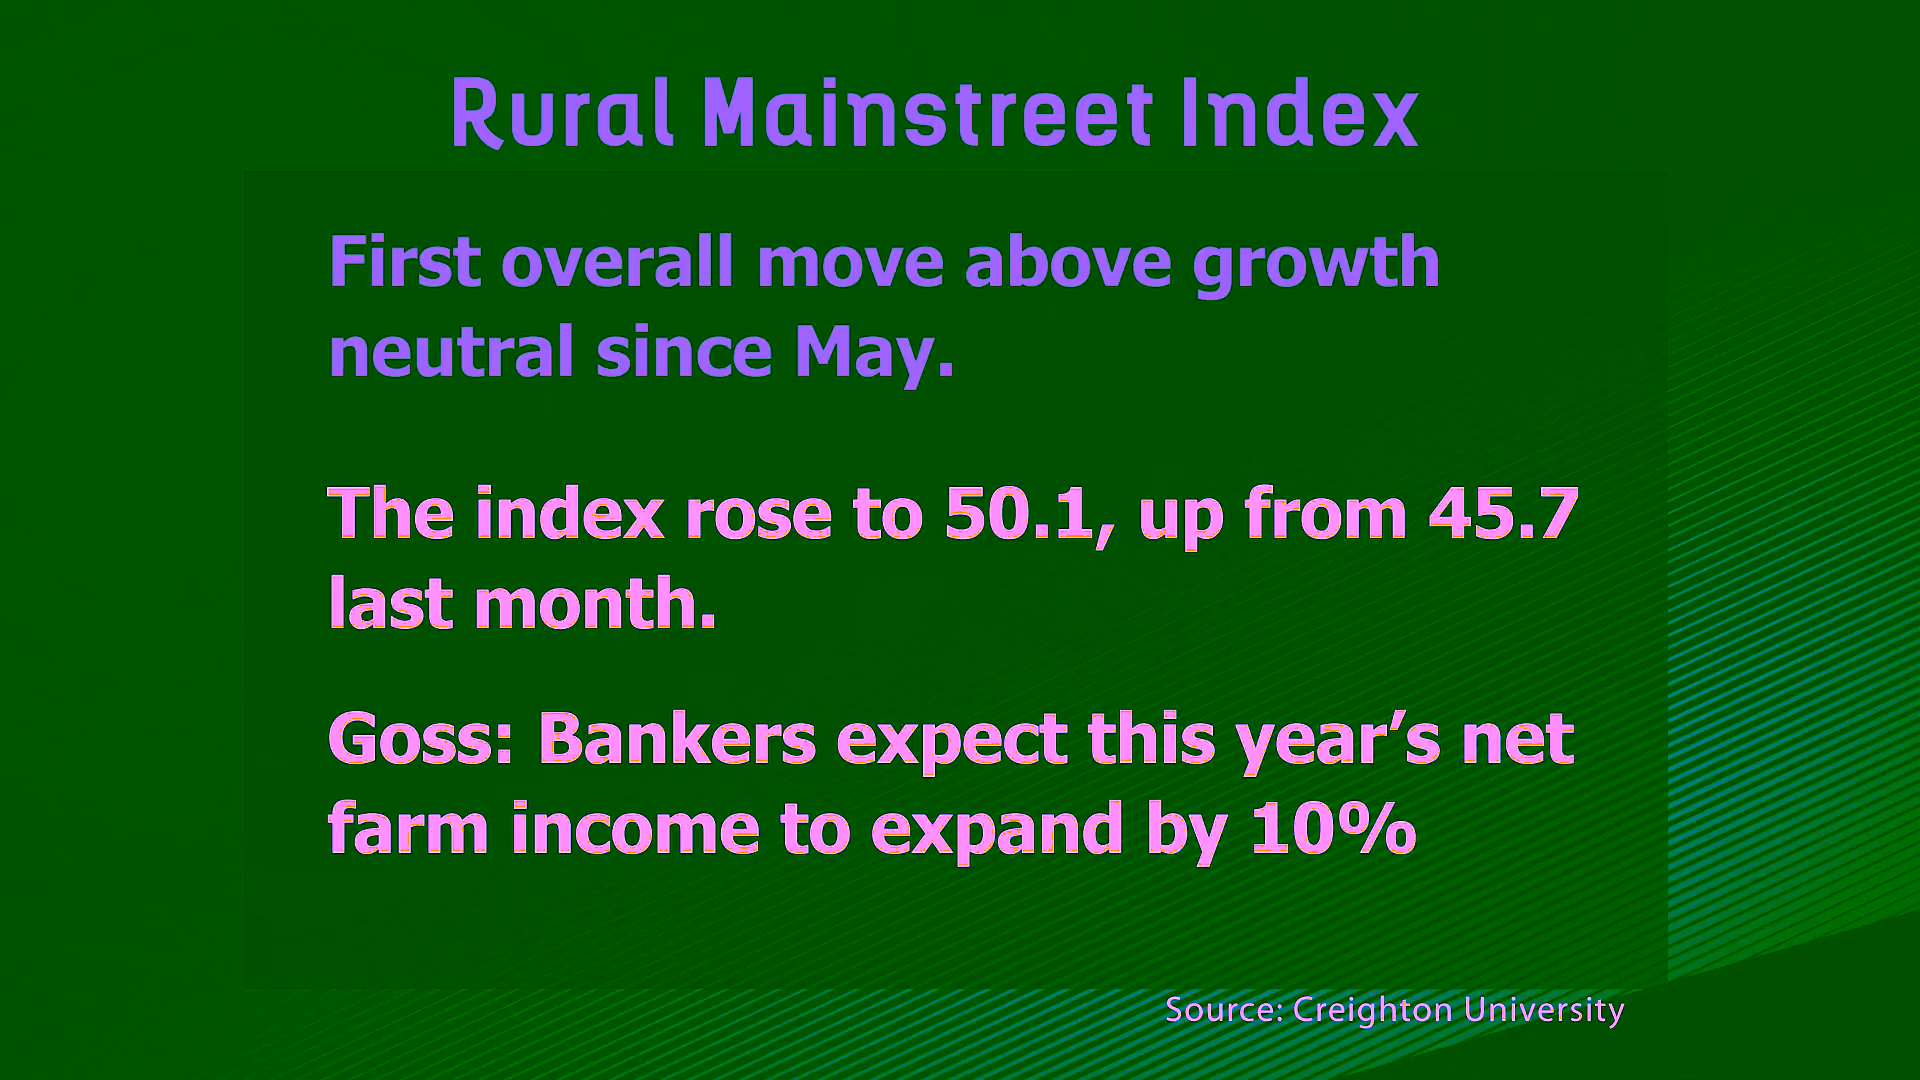 Rural Mainstreet Index
First overall move above growth
neutral since May.
The index rose to 50.1, up from 45.7
last month.
Goss: Bankers expect this year’s net
farm income to expand by 10%
Source: Creighton University